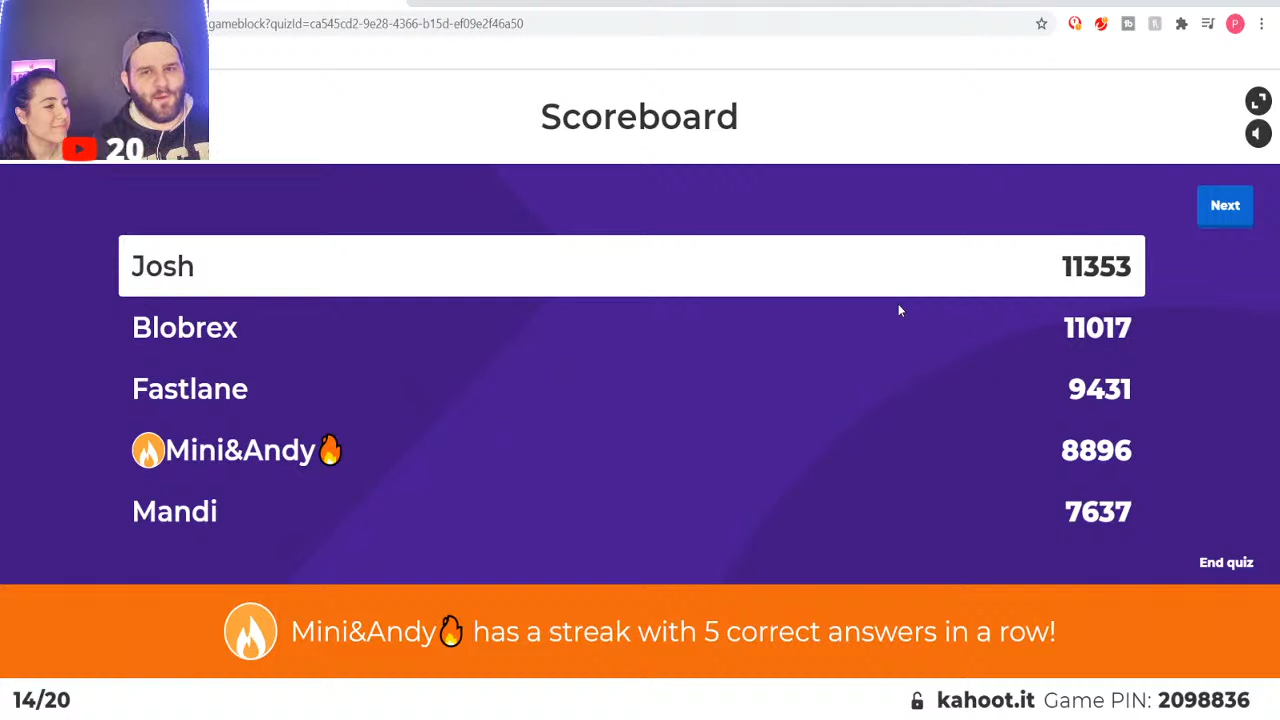 gameblock?quizId=ca545cd2-9e28-4366-b15d-ef09e2f46a50
20
Scoreboard
Next
Josh 11353
Blobrex 11017
Fastlane 9431
Mini&Andy🔥 8896
Mandi 7637
End quiz
Mini&Andy🔥 has a streak with 5 correct answers in a row!
14/20
kahoot.it Game PIN: 2098836